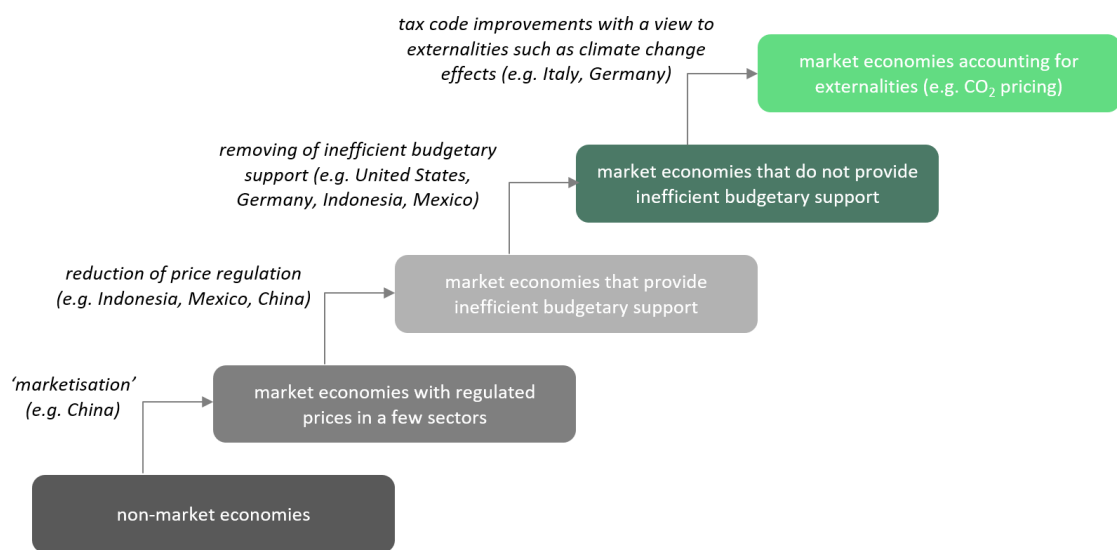 tax code improvements with a view to
externalities such as climate change
effects (e.g. Italy, Germany)
market economies accounting for
externalities (e.g. CO₂ pricing)
removing of inefficient budgetary
support (e.g. United States,
Germany, Indonesia, Mexico)
market economies that do not provide
inefficient budgetary support
reduction of price regulation
(e.g. Indonesia, Mexico, China)
market economies that provide
inefficient budgetary support
‘marketisation’
(e.g. China)
market economies with regulated
prices in a few sectors
non-market economies